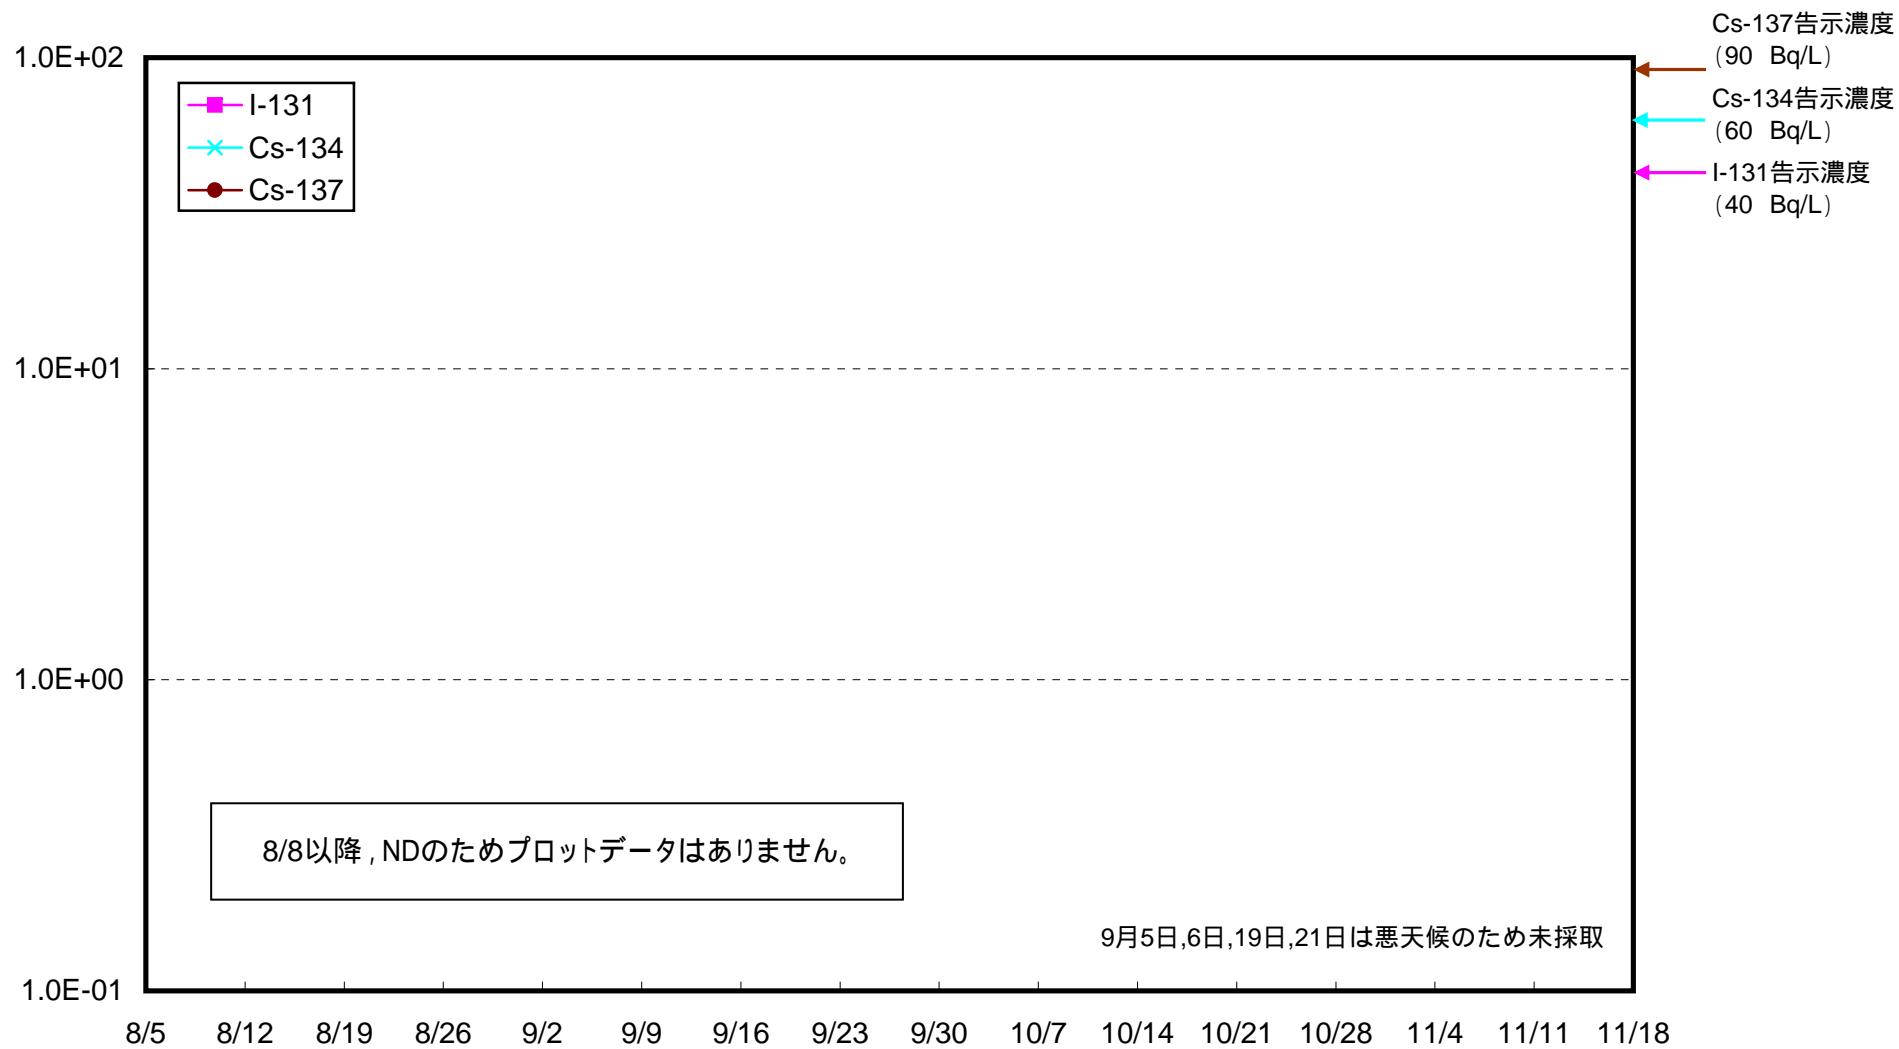 Cs-137告示濃度
(90 Bq/L)
Cs-134告示濃度
(60 Bq/L)
I-131告示濃度
(40 Bq/L)
1.0E+02
1.0E+01
1.0E+00
1.0E-01
I-131
Cs-134
Cs-137
8/8以降,NDのためプロットデータはありません。
9月5日,6日,19日,21日は悪天候のため未採取
8/5 8/12 8/19 8/26 9/2 9/9 9/16 9/23 9/30 10/7 10/14 10/21 10/28 11/4 11/11 11/18